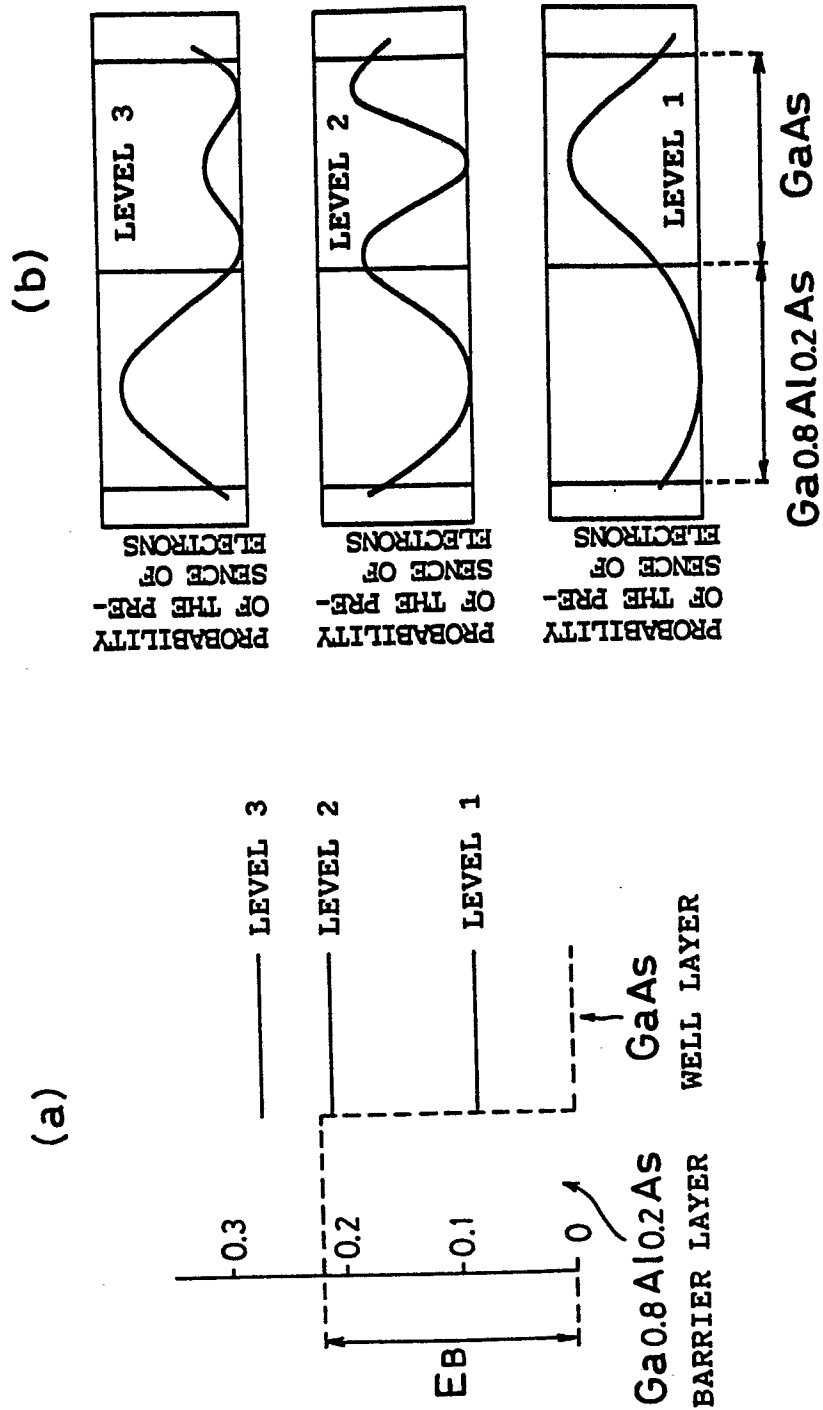 (a)
0.3
0.2
0.1
0
EB
LEVEL 3
LEVEL 2
LEVEL 1
Ga0.8Al0.2As
BARRIER LAYER
GaAs
WELL LAYER
(b)
PROBABILITY
OF THE PRE-
SENCE OF
ELECTRONS
LEVEL 3
PROBABILITY
OF THE PRE-
SENCE OF
ELECTRONS
LEVEL 2
PROBABILITY
OF THE PRE-
SENCE OF
ELECTRONS
LEVEL 1
Ga0.8Al0.2As
GaAs